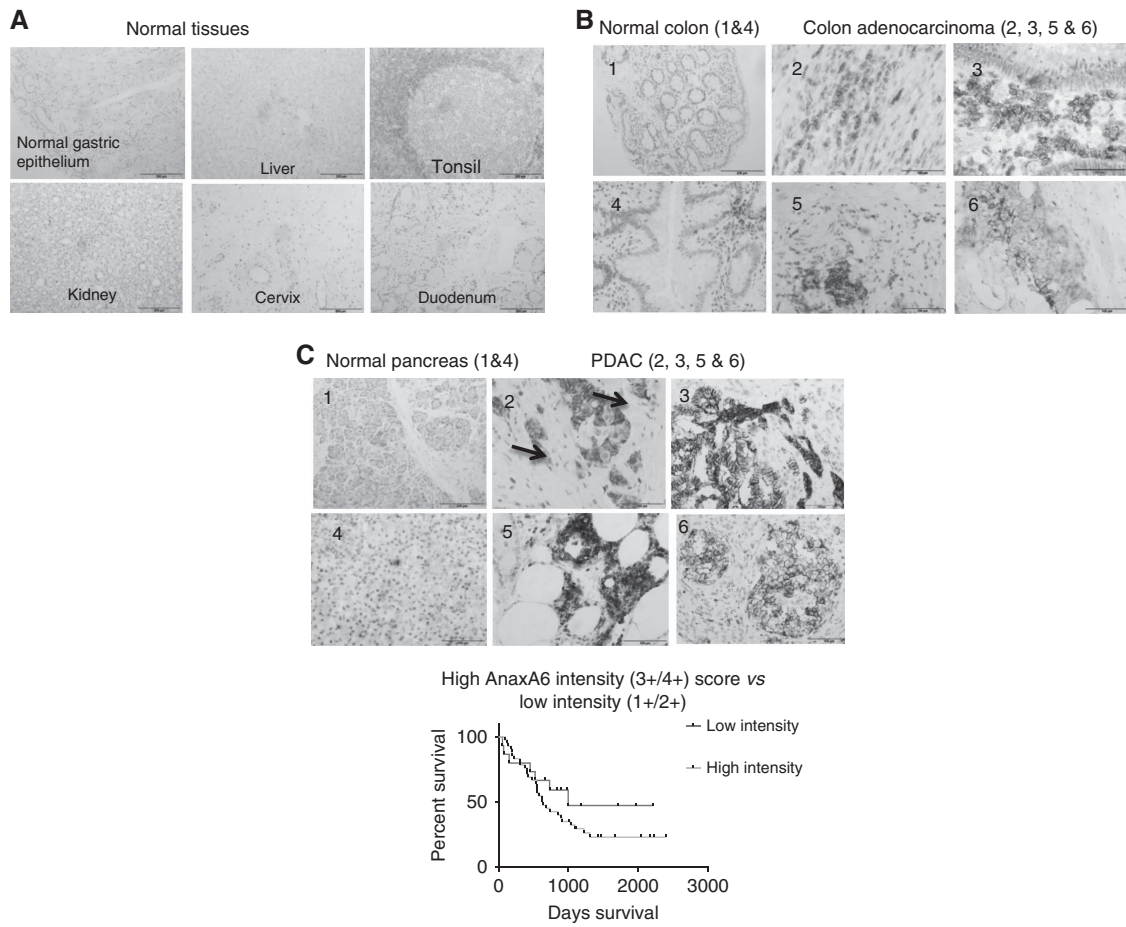 A
Normal tissues
Normal gastric
epithelium
Liver
Tonsil
Kidney
Cervix
Duodenum
B
Normal colon (1&4)
Colon adenocarcinoma (2, 3, 5 & 6)
1
2
3
4
5
6
C
Normal pancreas (1&4)
PDAC (2, 3, 5 & 6)
1
2
3
4
5
6
High AnaxA6 intensity (3+/4+) score vs
low intensity (1+/2+)
Low intensity
High intensity
Percent survival
100
50
0
0 1000 2000 3000
Days survival